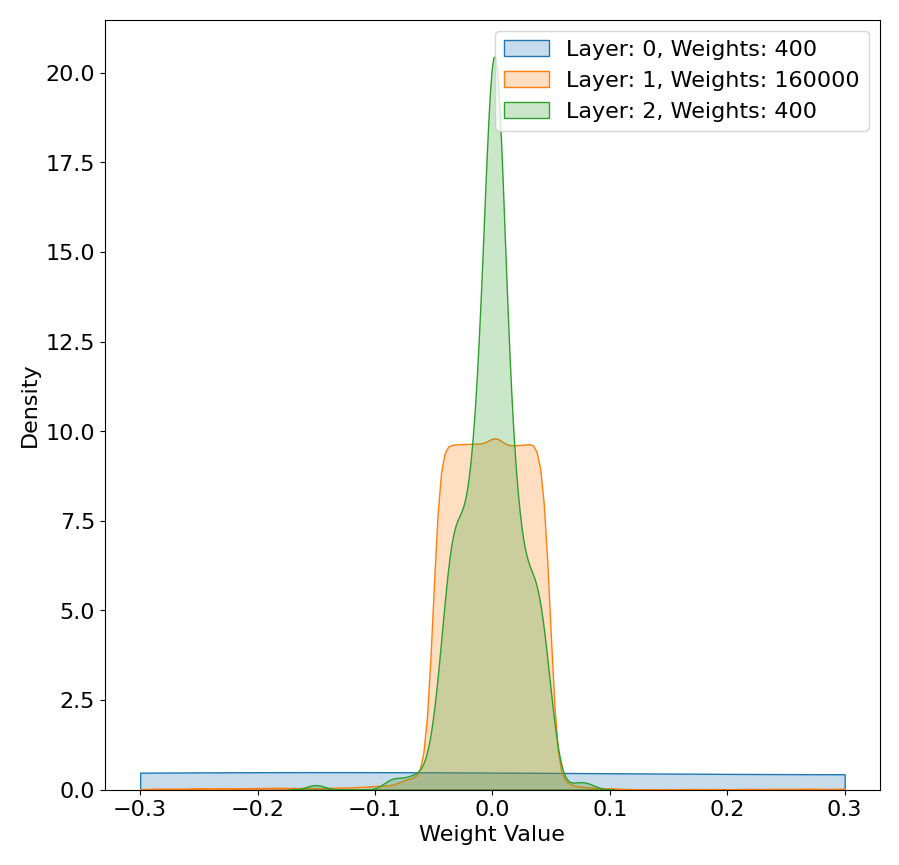 Layer: 0, Weights: 400
Layer: 1, Weights: 160000
Layer: 2, Weights: 400
Density
20.0
17.5
15.0
12.5
10.0
7.5
5.0
2.5
0.0
−0.3 −0.2 −0.1 0.0 0.1 0.2 0.3
Weight Value